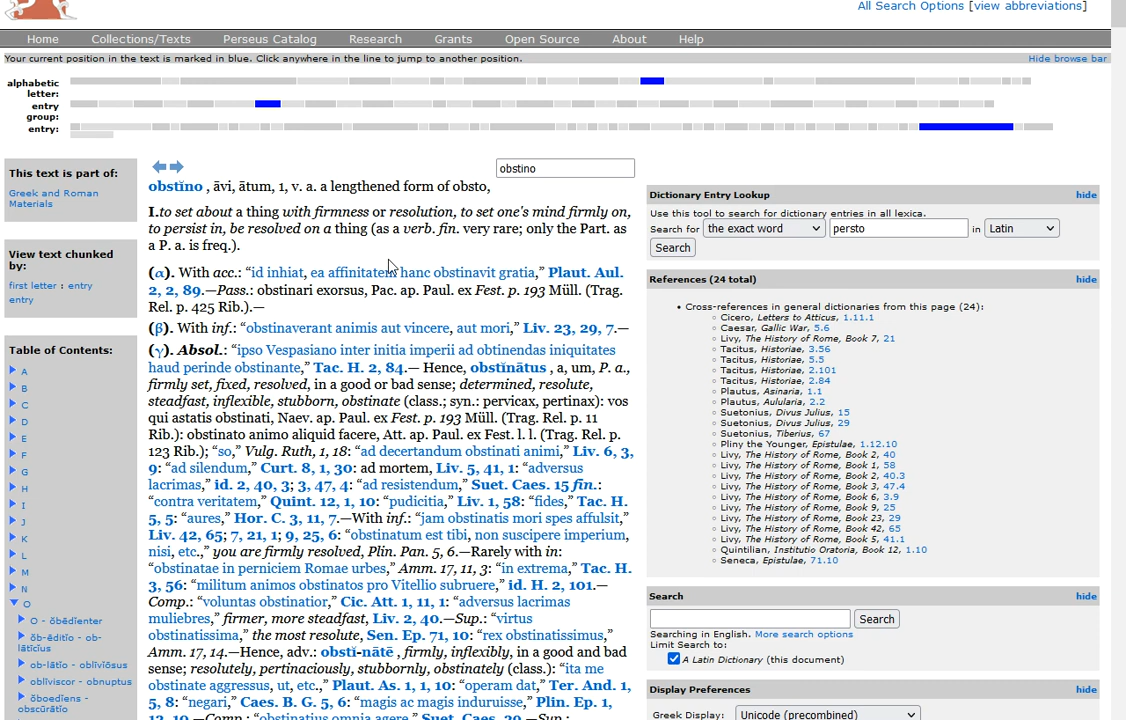 All Search Options [view abbreviations]
Home Collections/Texts Perseus Catalog Research Grants Open Source About Help
Your current position in the text is marked in blue. Click anywhere in the line to jump to another position. Hide browse bar
alphabetic
letter:
entry
group:
entry:
This text is part of:
Greek and Roman
Materials
View text chunked
by:
first letter : entry
entry
Table of Contents:
A
B
C
D
E
F
G
H
I
J
K
L
M
N
O
O - ŏbēdĭenter
ŏb-ēdĭtĭo - ob-
lātīcĭus
ob-lātĭo - oblīvĭōsus
oblīviscor - obnuptus
ŏboedĭens -
obscūrātĭo
obstino
obstĭno , āvi, ātum, 1, v. a. a lengthened form of obsto,
I.to set about a thing with firmness or resolution, to set one's mind firmly on,
to persist in, be resolved on a thing (as a verb. fin. very rare; only the Part. as
a P. a. is freq.).
(α). With acc.: “id inhiat, ea affinitatem hanc obstinavit gratia,” Plaut. Aul.
2, 2, 89.—Pass.: obstinari exorsus, Pac. ap. Paul. ex Fest. p. 193 Müll. (Trag.
Rel. p. 425 Rib.).—
(β). With inf.: “obstinaverant animis aut vincere, aut mori,” Liv. 23, 29, 7.—
(γ). Absol.: “ipso Vespasiano inter initia imperii ad obtinendas iniquitates
haud perinde obstinante,” Tac. H. 2, 84.— Hence, obstĭnātus , a, um, P. a.,
firmly set, fixed, resolved, in a good or bad sense; determined, resolute,
steadfast, inflexible, stubborn, obstinate (class.; syn.: pervicax, pertinax): vos
qui astatis obstinati, Naev. ap. Paul. ex Fest. p. 193 Müll. (Trag. Rel. p. 11
Rib.): obstinato animo aliquid facere, Att. ap. Paul. ex Fest. l. l. (Trag. Rel. p.
123 Rib.); “so,” Vulg. Ruth, 1, 18: “ad decertandum obstinati animi,” Liv. 6, 3,
9: “ad silendum,” Curt. 8, 1, 30: ad mortem, Liv. 5, 41, 1: “adversus
lacrimas,” id. 2, 40, 3; 3, 47, 4: “ad resistendum,” Suet. Caes. 15 fin.:
“contra veritatem,” Quint. 12, 1, 10: “pudicitia,” Liv. 1, 58: “fides,” Tac. H.
5, 5: “aures,” Hor. C. 3, 11, 7.—With inf.: “jam obstinatis mori spes affulsit,”
Liv. 42, 65; 7, 21, 1; 9, 25, 6: “obstinatum est tibi, non suscipere imperium,
nisi, etc.,” you are firmly resolved, Plin. Pan. 5, 6.—Rarely with in:
“obstinatae in perniciem Romae urbes,” Amm. 17, 11, 3: “in extrema,” Tac. H.
3, 56: “militum animos obstinatos pro Vitellio subruere,” id. H. 2, 101.—
Comp.: “voluntas obstinatior,” Cic. Att. 1, 11, 1: “adversus lacrimas
muliebres,” firmer, more steadfast, Liv. 2, 40.—Sup.: “virtus
obstinatissima,” the most resolute, Sen. Ep. 71, 10: “rex obstinatissimus,”
Amm. 17, 14.—Hence, adv.: obstĭ-nātē , firmly, inflexibly, in a good and bad
sense; resolutely, pertinaciously, stubbornly, obstinately (class.): “ita me
obstinate aggressus, ut, etc.,” Plaut. As. 1, 1, 10: “operam dat,” Ter. And. 1,
5, 8: “negari,” Caes. B. G. 5, 6: “magis ac magis induruisse,” Plin. Ep. 1,
12, 10.—Comp.: “obstinatius omnia agere,” Suet. Caes. 29.—Sup.:
Dictionary Entry Lookup hide
Use this tool to search for dictionary entries in all lexica.
Search for the exact word persto in Latin
Search
References (24 total) hide
Cross-references in general dictionaries from this page (24):
Cicero, Letters to Atticus, 1.11.1
Caesar, Gallic War, 5.6
Livy, The History of Rome, Book 7, 21
Tacitus, Historiae, 3.56
Tacitus, Historiae, 5.5
Tacitus, Historiae, 2.101
Tacitus, Historiae, 2.84
Plautus, Asinaria, 1.1
Plautus, Aulularia, 2.2
Suetonius, Divus Julius, 15
Suetonius, Divus Julius, 29
Suetonius, Tiberius, 67
Pliny the Younger, Epistulae, 1.12.10
Livy, The History of Rome, Book 2, 40
Livy, The History of Rome, Book 1, 58
Livy, The History of Rome, Book 2, 40.3
Livy, The History of Rome, Book 3, 47.4
Livy, The History of Rome, Book 6, 3.9
Livy, The History of Rome, Book 9, 25
Livy, The History of Rome, Book 23, 29
Livy, The History of Rome, Book 42, 65
Livy, The History of Rome, Book 5, 41.1
Quintilian, Institutio Oratoria, Book 12, 1.10
Seneca, Epistulae, 71.10
Search hide
Search
Searching in English. More search options
Limit Search to:
A Latin Dictionary (this document)
Display Preferences hide
Greek Display: Unicode (precombined)